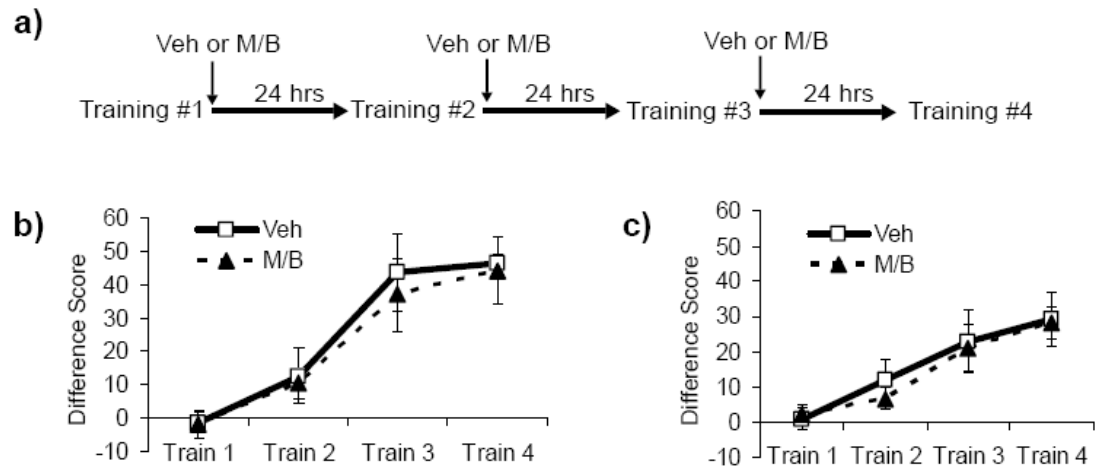 a)
Veh or M/B Veh or M/B Veh or M/B
Training #1 24 hrs Training #2 24 hrs Training #3 24 hrs Training #4
b)
Difference Score
60
50
40
30
20
10
0
-10
Veh
M/B
Train 1 Train 2 Train 3 Train 4
c)
Difference Score
60
50
40
30
20
10
0
-10
Veh
M/B
Train 1 Train 2 Train 3 Train 4